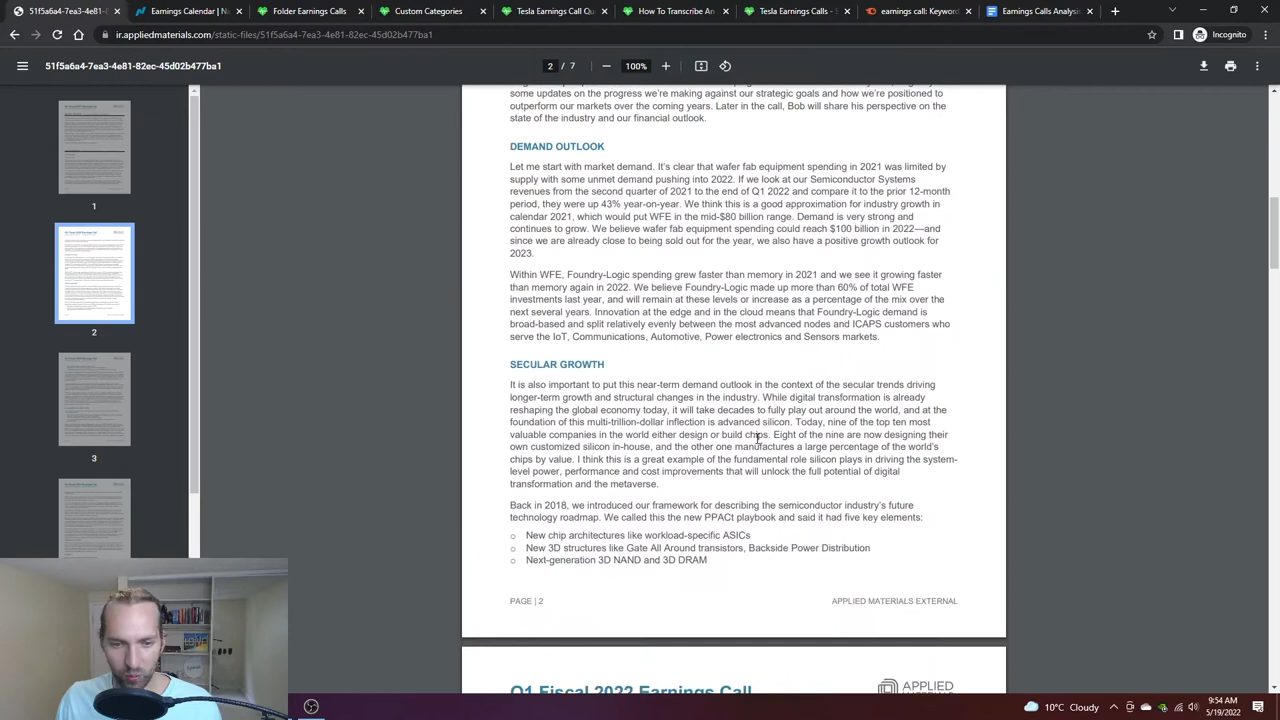 Earnings Calendar
Earnings Calls Analysis
Incognito
ir.appliedmaterials.com/static-files/51f5a6a4-7ea3-4e81-82ec-45d02b477ba1
51f5a6a4-7ea3-4e81-82ec-45d02b477ba1
2 / 7
100%
1
2
3
some updates on the progress we're making against our strategic goals and how we're positioned to
outperform our markets over the coming years. Later in the call, Bob will share his perspective on the
state of the industry and our financial outlook.
DEMAND OUTLOOK
Let me start with market demand. It's clear that wafer fab equipment spending in 2021 was limited by
supply with some unmet demand pushing into 2022. If we look at our Semiconductor Systems
revenues from the second quarter of 2021 to the end of Q1 2022 and compare it to the prior 12-month
period, they were up 43% year-on-year. We think this is a good approximation for industry growth in
calendar 2021, which would put WFE in the mid-$80 billion range. Demand is very strong and
continues to grow. We believe wafer fab equipment spending could reach $100 billion in 2022—and
since we are already close to being sold out for the year, we also have a positive growth outlook for
2023.
Within WFE, Foundry-Logic spending grew faster than memory in 2021 and we see it growing faster
than memory again in 2022. We believe Foundry-Logic made up more than 60% of total WFE
investments last year, and will remain at these levels or increase as a percentage of the mix over the
next several years. Innovation at the edge and in the cloud means that Foundry-Logic demand is
broad-based and split relatively evenly between the most advanced nodes and ICAPS customers who
serve the IoT, Communications, Automotive, Power electronics and Sensors markets.
SECULAR GROWTH
It is also important to put this near-term demand outlook in the context of the secular trends driving
longer-term growth and structural changes in the industry. While digital transformation is already
reshaping the global economy today, it will take decades to fully play out around the world, and at the
foundation of this multi-trillion-dollar inflection is advanced silicon. Today, nine of the top ten most
valuable companies in the world either design or build chips. Eight of the nine are now designing their
own customized silicon in-house, and the other one manufactures a large percentage of the world's
chips by value. I think this is a great example of the fundamental role silicon plays in driving the system-
level power, performance and cost improvements that will unlock the full potential of digital
transformation and the metaverse.
Back in 2018, we introduced our framework for describing the semiconductor industry's future
technology roadmap. We called this the new PPACt playbook and said it had five key elements:
o New chip architectures like workload-specific ASICs
o New 3D structures like Gate All Around transistors, Backside Power Distribution
o Next-generation 3D NAND and 3D DRAM
PAGE | 2 APPLIED MATERIALS EXTERNAL
Q1 Fiscal 2022 Earnings Call
APPLIED
10°C Cloudy
9:54 AM
5/19/2022